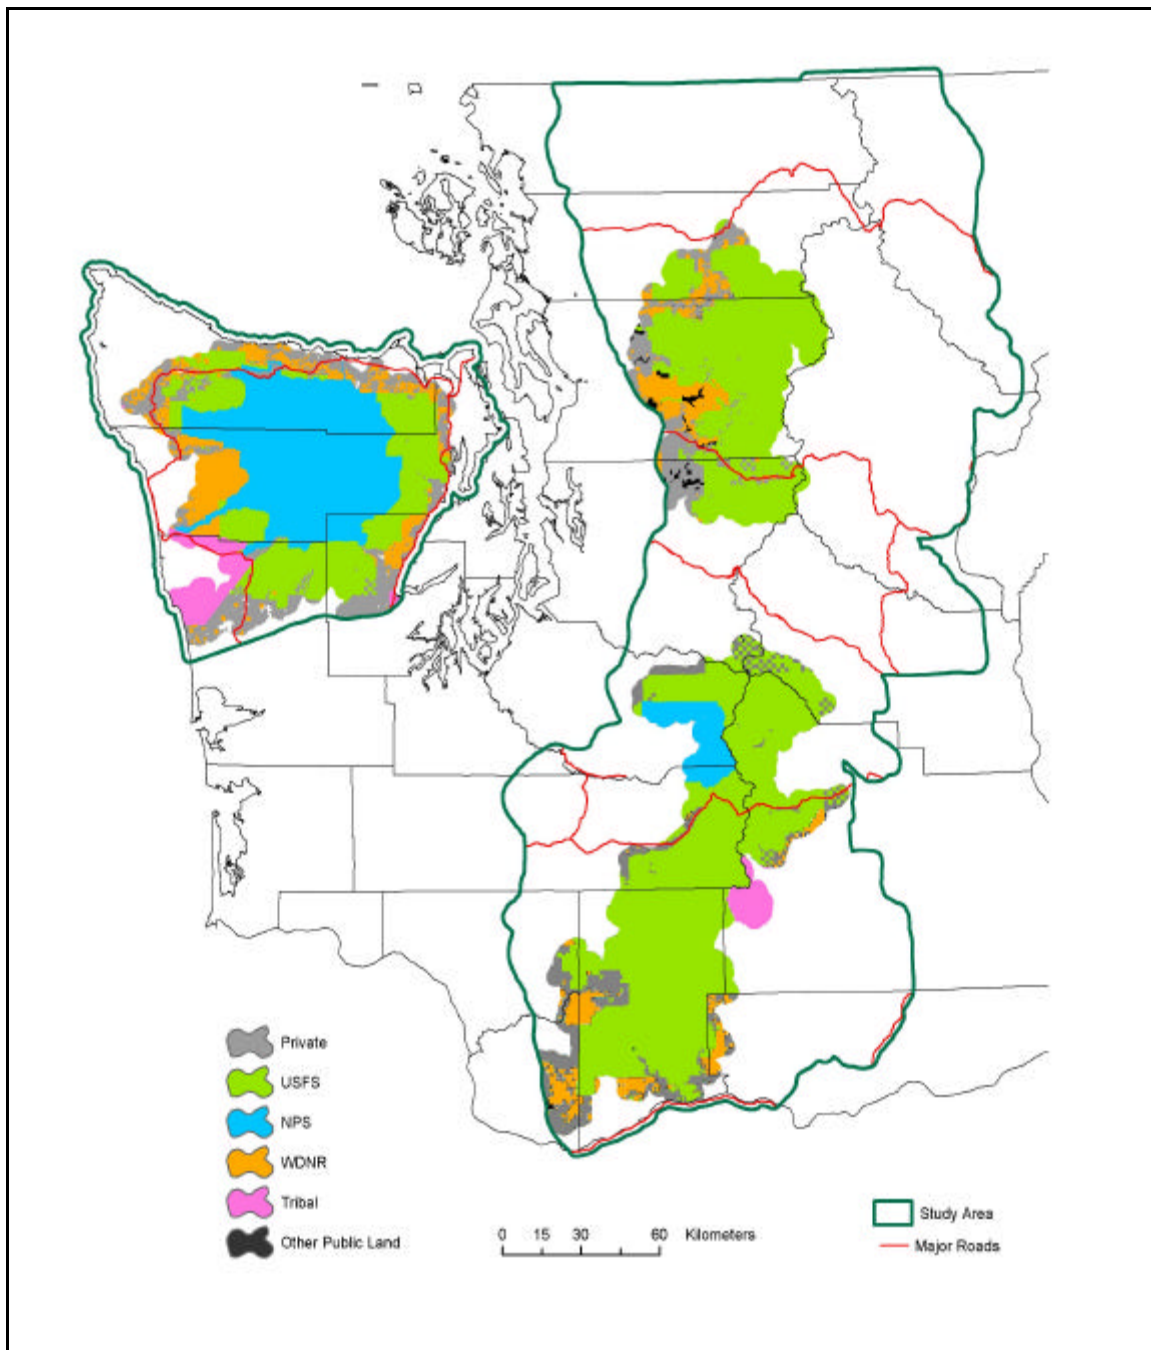 Private
USFS
NPS
WDNR
Tribal
Other Public Land
0 15 30 60 Kilometers
Study Area
Major Roads